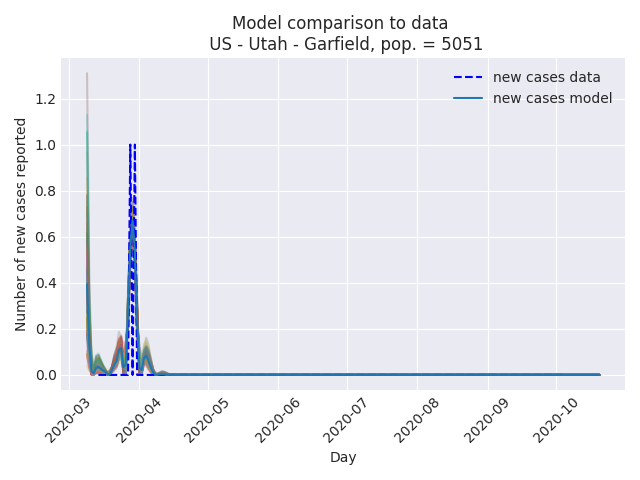 Model comparison to data
US - Utah - Garfield, pop. = 5051
new cases data
new cases model
Number of new cases reported
1.2
1.0
0.8
0.6
0.4
0.2
0.0
2020-03
2020-04
2020-05
2020-06
2020-07
2020-08
2020-09
2020-10
Day